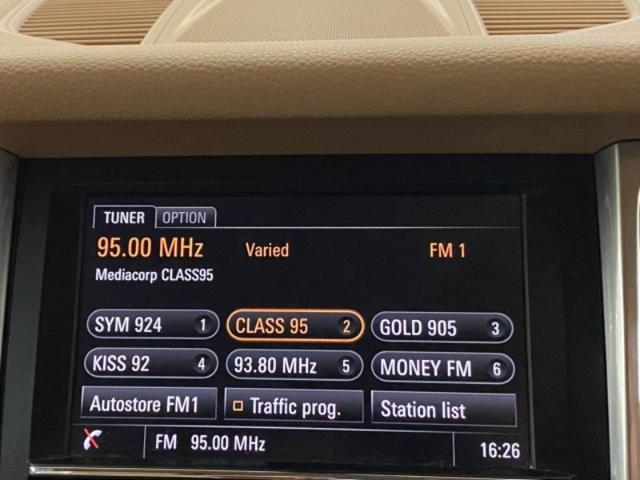 TUNER OPTION
95.00 MHz Varied FM 1
Mediacorp CLASS95
SYM 924 1 CLASS 95 2 GOLD 905 3
KISS 92 4 93.80 MHz 5 MONEY FM 6
Autostore FM1 Traffic prog. Station list
FM 95.00 MHz 16:26